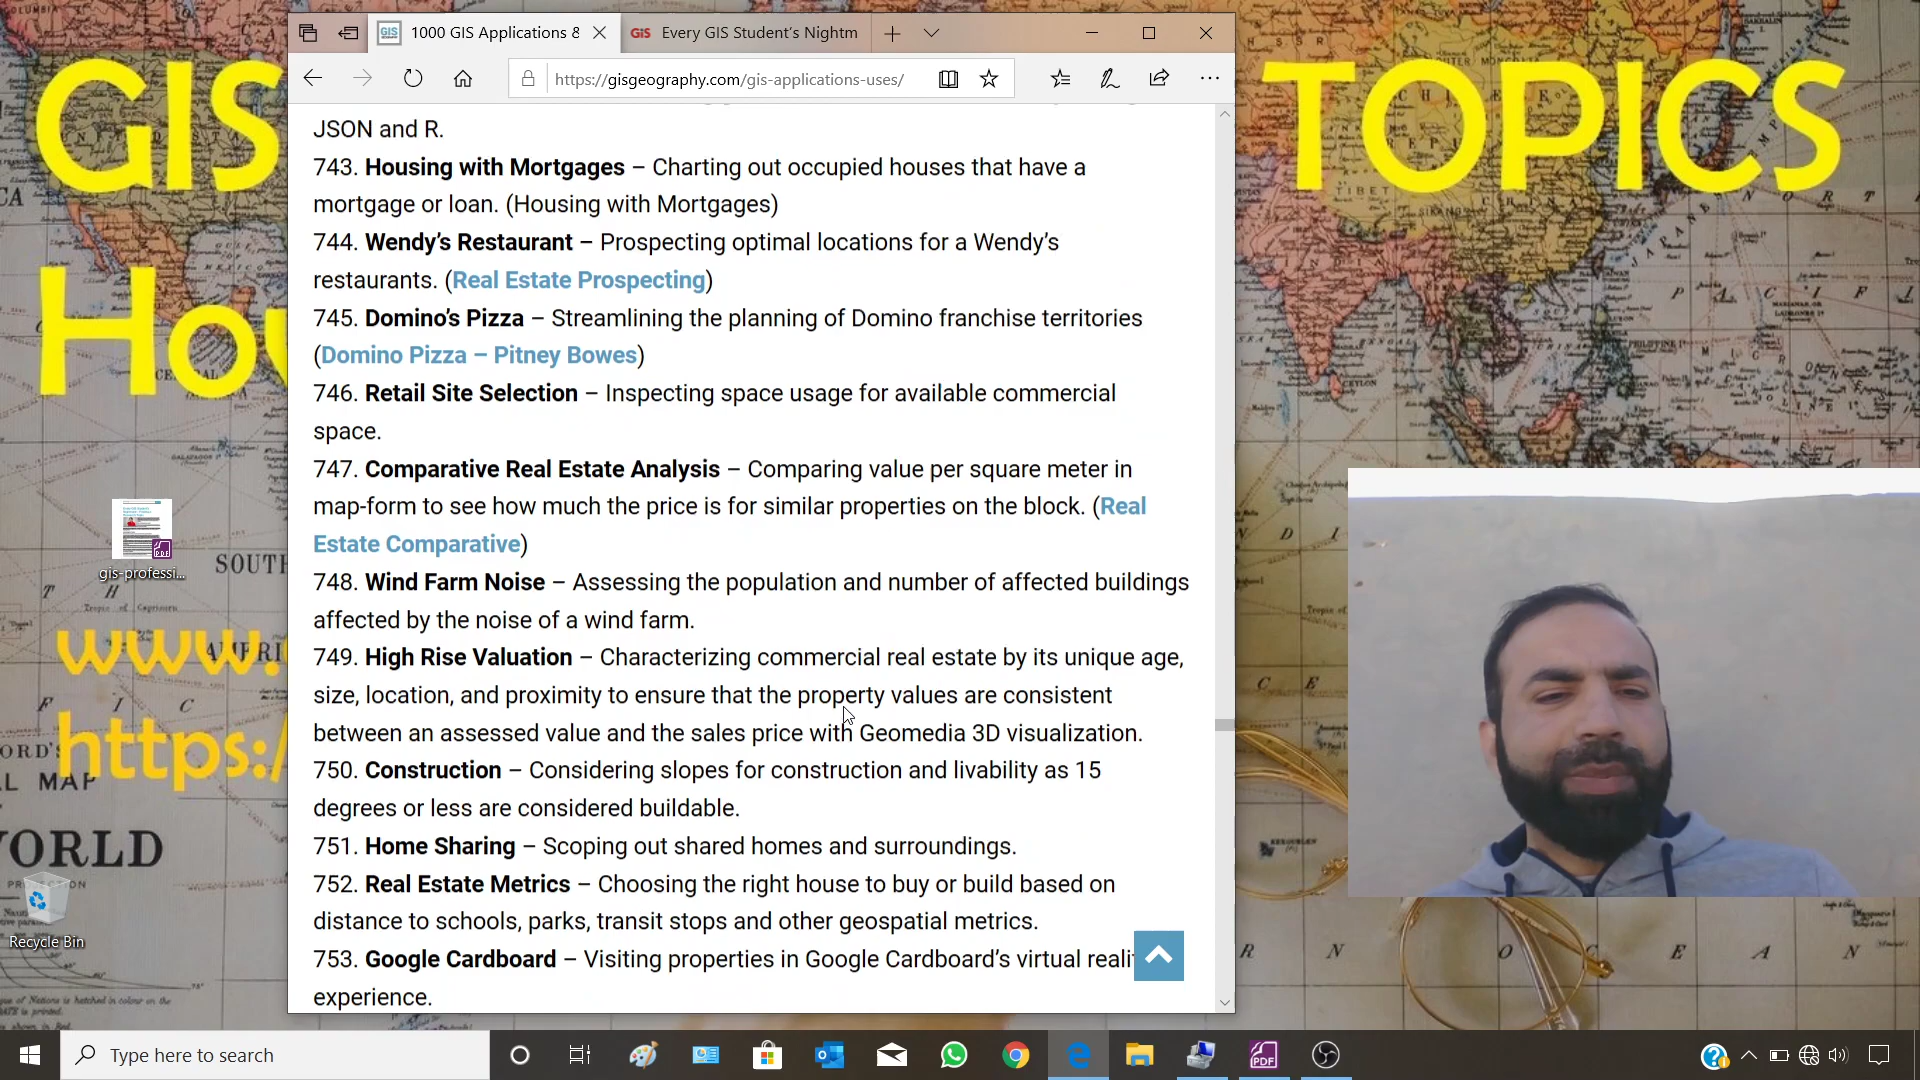 1000 GIS Applications &
GiS Every GIS Student's Nightm
https://gisgeography.com/gis-applications-uses/
GIS
TOPICS
How
www.
https:/
JSON and R.
743. Housing with Mortgages – Charting out occupied houses that have a
mortgage or loan. (Housing with Mortgages)
744. Wendy's Restaurant – Prospecting optimal locations for a Wendy's
restaurants. (Real Estate Prospecting)
745. Domino's Pizza – Streamlining the planning of Domino franchise territories
(Domino Pizza – Pitney Bowes)
746. Retail Site Selection – Inspecting space usage for available commercial
space.
747. Comparative Real Estate Analysis – Comparing value per square meter in
map-form to see how much the price is for similar properties on the block. (Real
Estate Comparative)
748. Wind Farm Noise – Assessing the population and number of affected buildings
affected by the noise of a wind farm.
749. High Rise Valuation – Characterizing commercial real estate by its unique age,
size, location, and proximity to ensure that the property values are consistent
between an assessed value and the sales price with Geomedia 3D visualization.
750. Construction – Considering slopes for construction and livability as 15
degrees or less are considered buildable.
751. Home Sharing – Scoping out shared homes and surroundings.
752. Real Estate Metrics – Choosing the right house to buy or build based on
distance to schools, parks, transit stops and other geospatial metrics.
753. Google Cardboard – Visiting properties in Google Cardboard's virtual reali
experience.
gis-professi...
Recycle Bin
SOUTH
WORLD
AL MAP
Type here to search
PDF